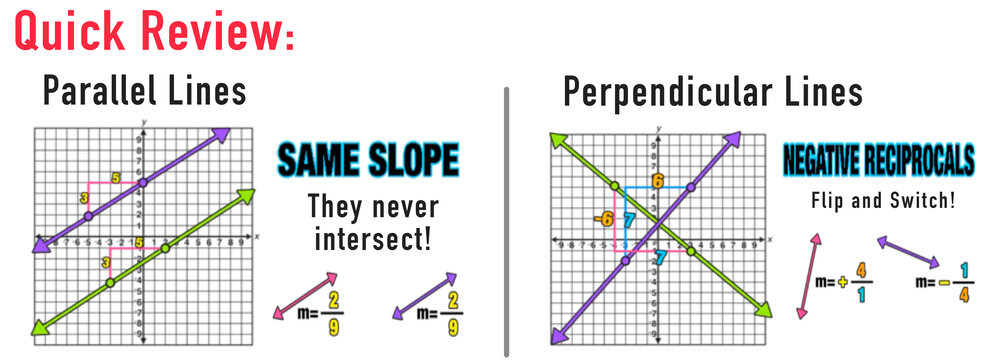 Quick Review:
Parallel Lines
y
5
3
5
3
x
SAME SLOPE
They never
intersect!
m= 2/9
m= 2/9
Perpendicular Lines
y
6
-6
7
7
x
NEGATIVE RECIPROCALS
Flip and Switch!
m=+ 4/1
m=- 1/4